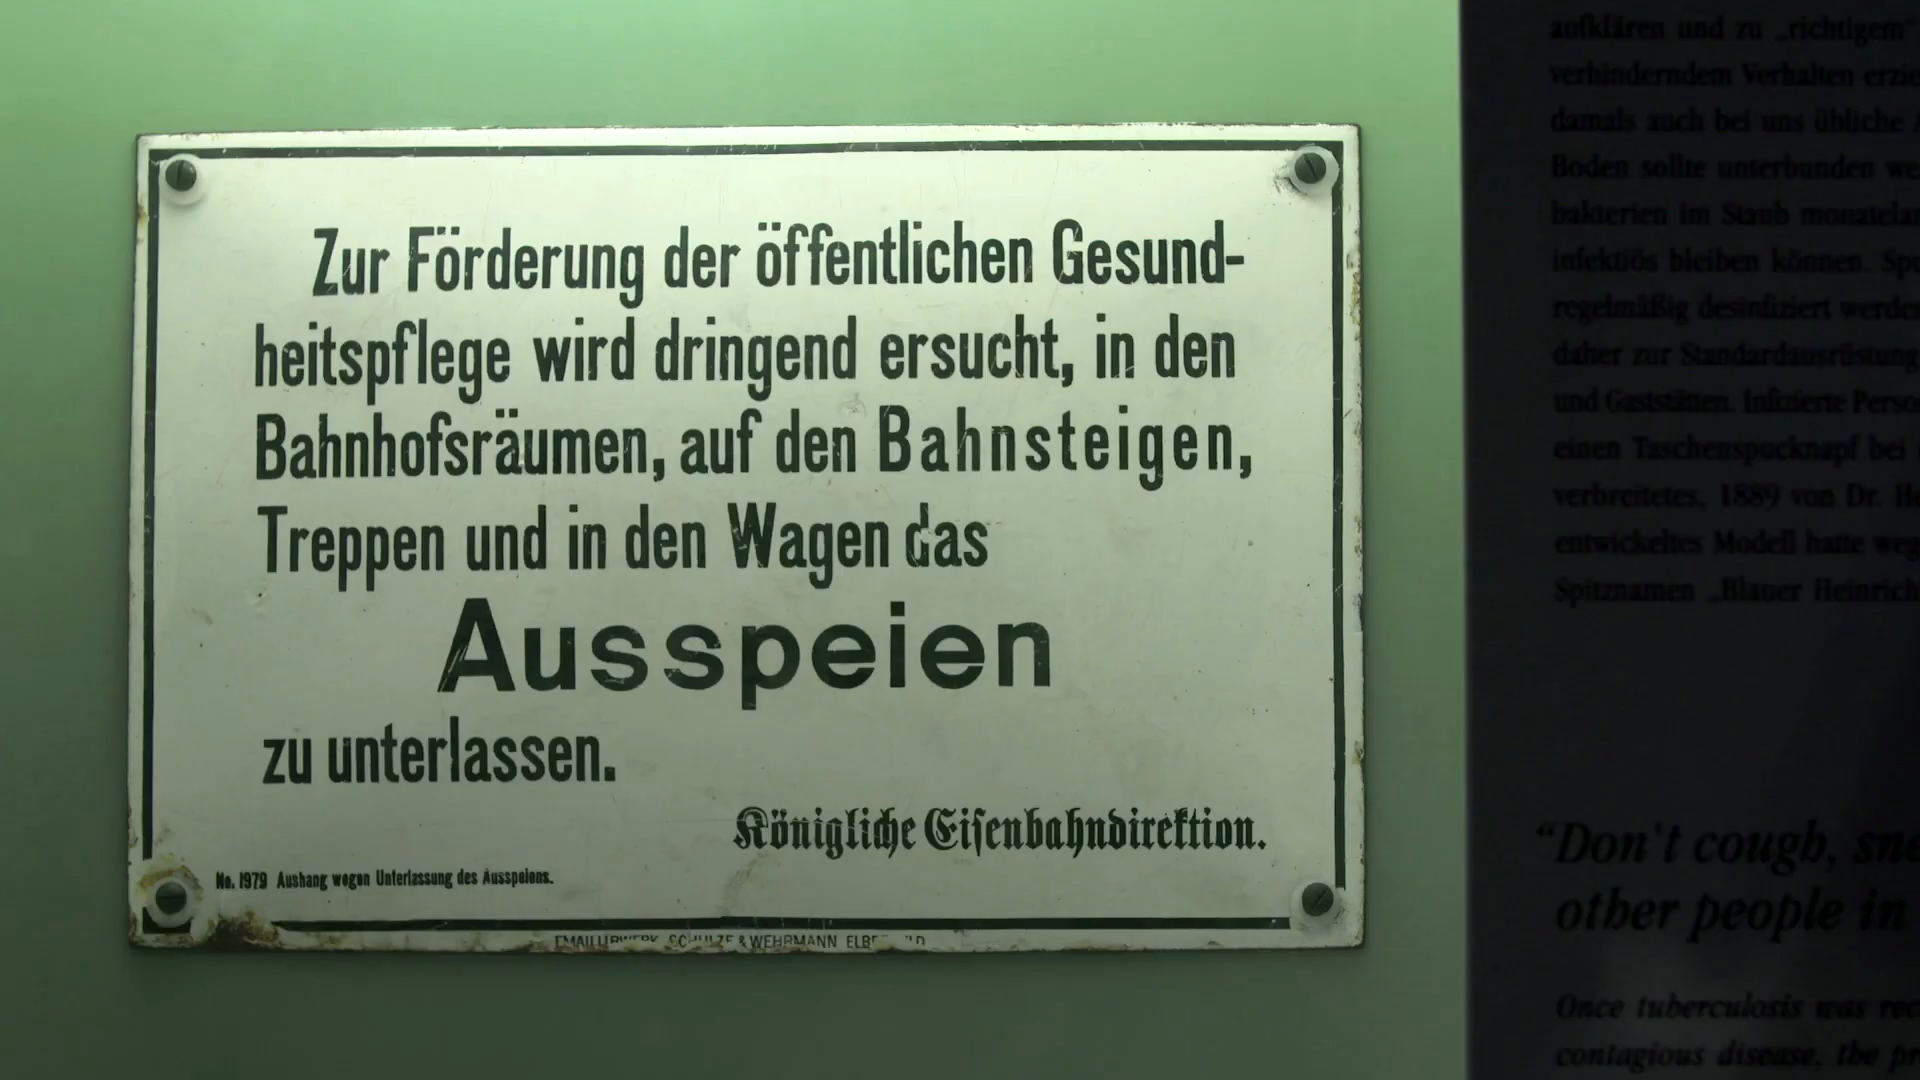 Zur Förderung der öffentlichen Gesund-
heitspflege wird dringend ersucht, in den
Bahnhofsräumen, auf den Bahnsteigen,
Treppen und in den Wagen das
Ausspeien
zu unterlassen.
Königliche Eisenbahndirektion.
No. 1979 Aushang wegen Unterlassung des Ausspeiens.
EMAILLIRWERK SCHULZE & WEHRMANN
aufklären und zu „richtigem“
verhinderndem Verhalten
damals auch bei uns übliche
Boden sollte unterbunden
bakterien im Staub
infektiös bleiben können.
regelmäßig desinfiziert
daher zur Standardausrüstung
und Gaststätten. Infizierte
einen Taschenspucknapf bei
verbreitetes, 1889 von Dr.
entwickeltes Modell hatte
Spitznamen „Blauer Heinrich
“Don't cough,
other people in
Once tuberculosis was
contagious disease, the